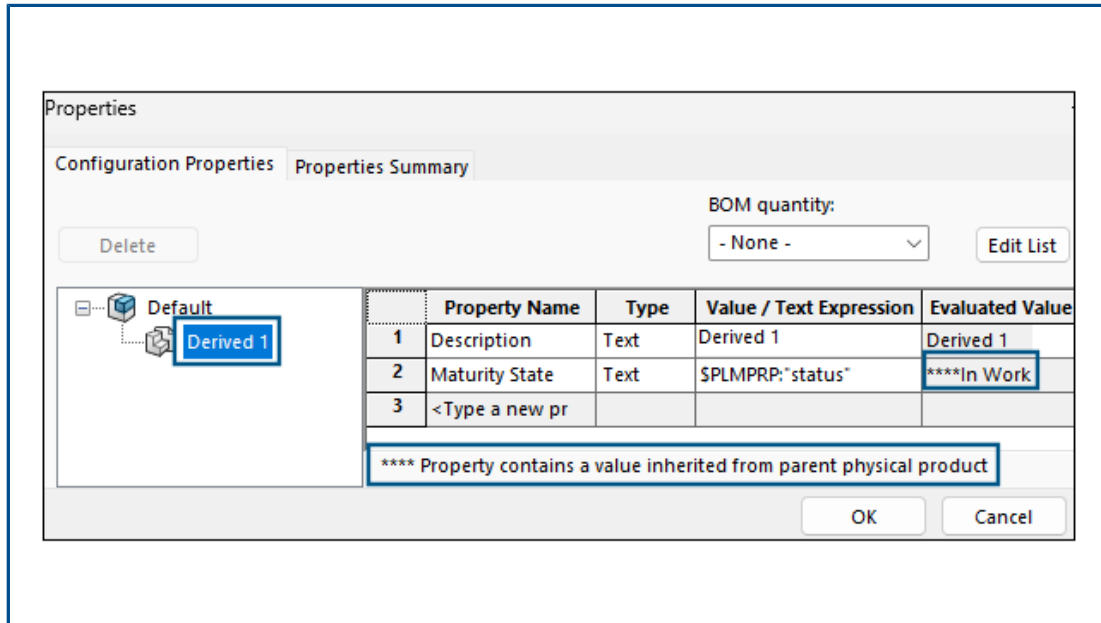 Properties
Configuration Properties Properties Summary
BOM quantity:
Delete - None - Edit List
Default
Derived 1
Property Name Type Value / Text Expression Evaluated Value
1 Description Text Derived 1 Derived 1
2 Maturity State Text $PLMPRP:"status" ****In Work
3 <Type a new pr
**** Property contains a value inherited from parent physical product
OK Cancel